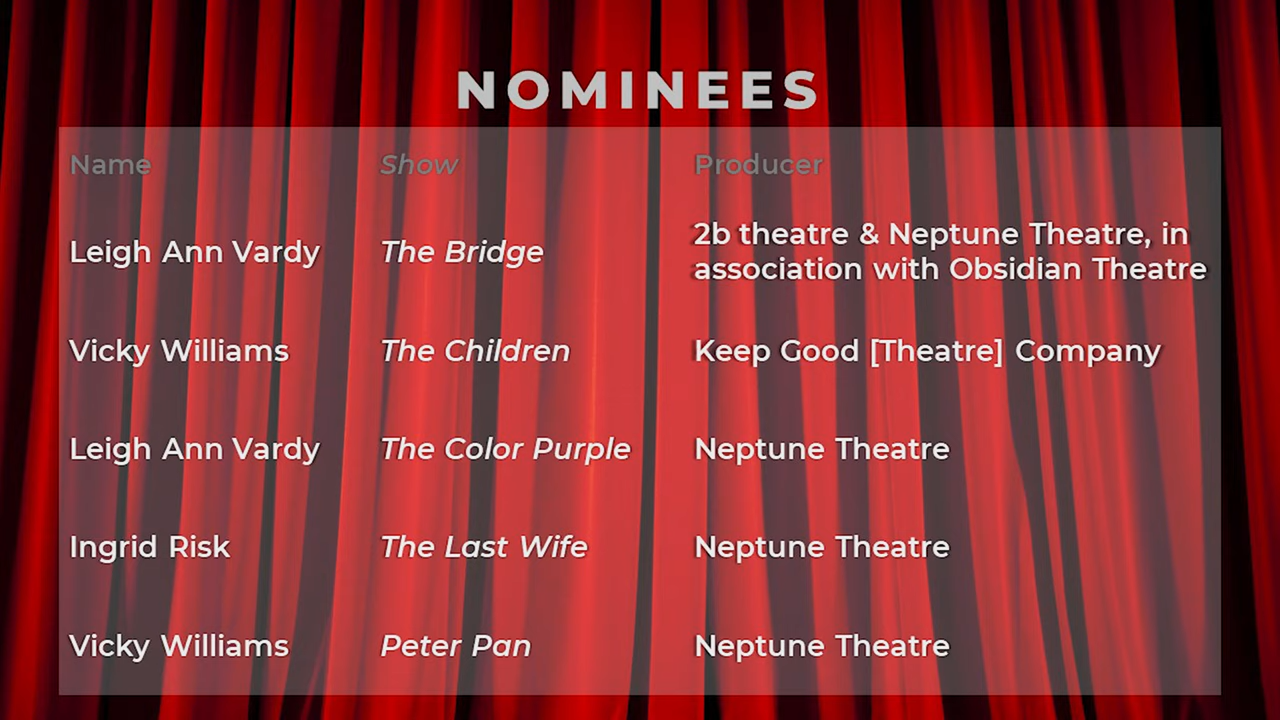 NOMINEES
Name Show Producer
Leigh Ann Vardy The Bridge 2b theatre & Neptune Theatre, in
association with Obsidian Theatre
Vicky Williams The Children Keep Good [Theatre] Company
Leigh Ann Vardy The Color Purple Neptune Theatre
Ingrid Risk The Last Wife Neptune Theatre
Vicky Williams Peter Pan Neptune Theatre